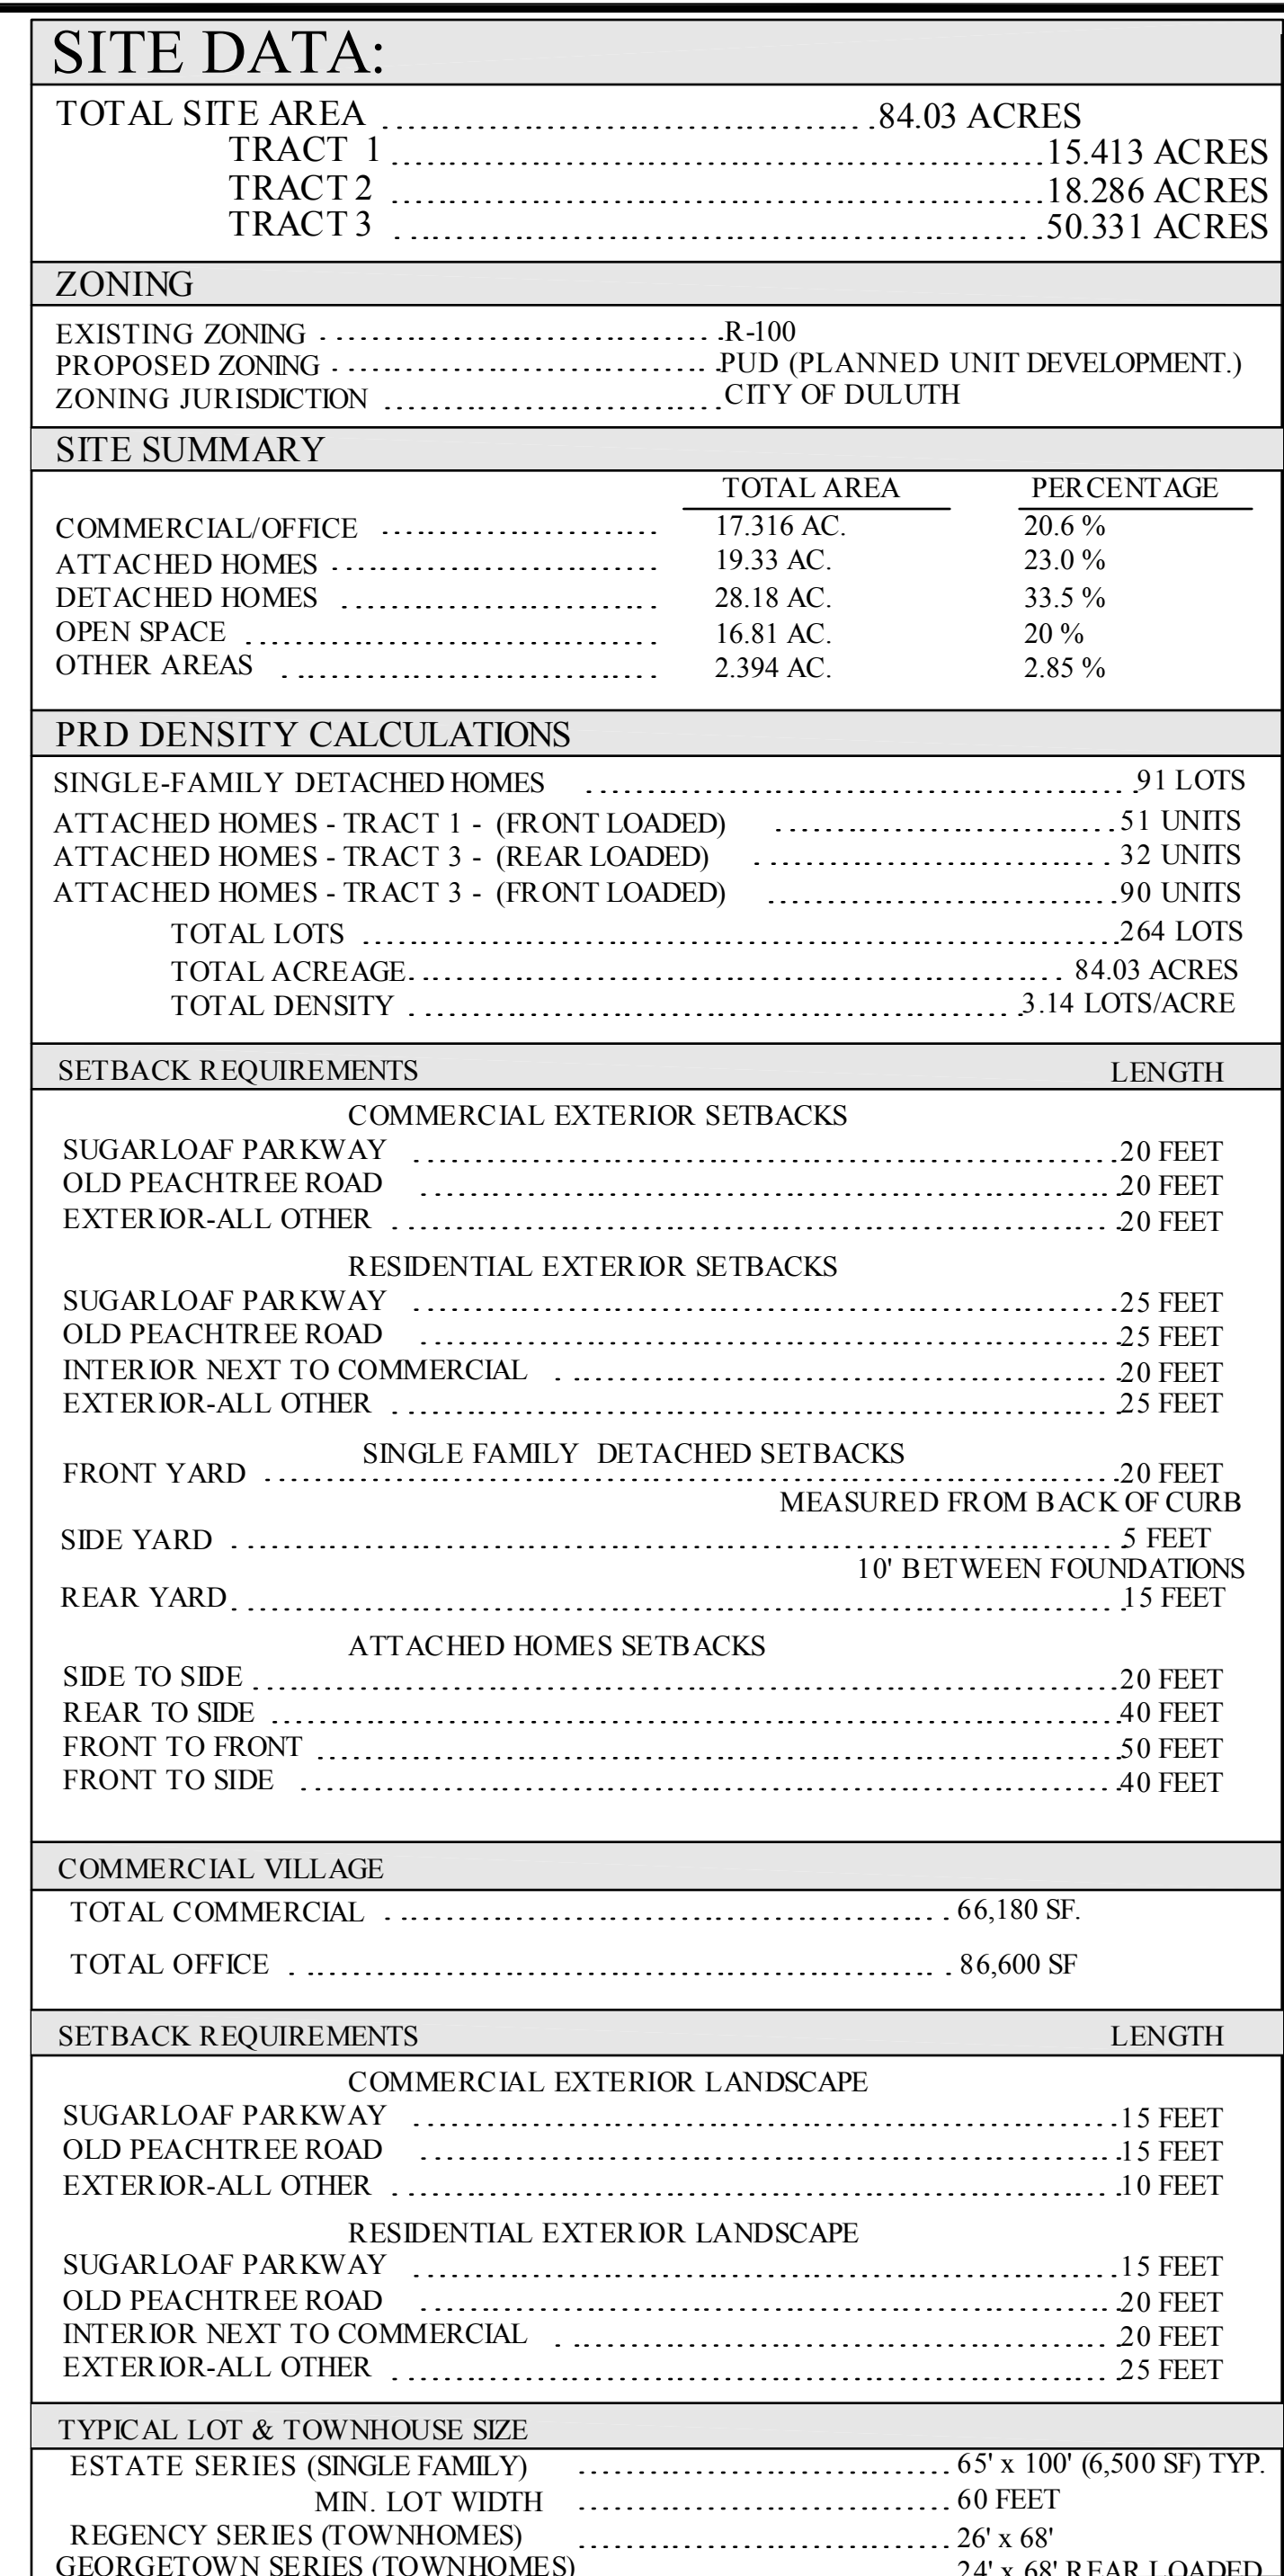 SITE DATA:
TOTAL SITE AREA 84.03 ACRES
TRACT 1 15.413 ACRES
TRACT 2 18.286 ACRES
TRACT 3 50.331 ACRES
ZONING
EXISTING ZONING R-100
PROPOSED ZONING PUD (PLANNED UNIT DEVELOPMENT.)
ZONING JURISDICTION CITY OF DULUTH
SITE SUMMARY
TOTAL AREA PERCENTAGE
COMMERCIAL/OFFICE 17.316 AC. 20.6 %
ATTACHED HOMES 19.33 AC. 23.0 %
DETACHED HOMES 28.18 AC. 33.5 %
OPEN SPACE 16.81 AC. 20 %
OTHER AREAS 2.394 AC. 2.85 %
PRD DENSITY CALCULATIONS
SINGLE-FAMILY DETACHED HOMES 91 LOTS
ATTACHED HOMES - TRACT 1 - (FRONT LOADED) 51 UNITS
ATTACHED HOMES - TRACT 3 - (REAR LOADED) 32 UNITS
ATTACHED HOMES - TRACT 3 - (FRONT LOADED) 90 UNITS
TOTAL LOTS 264 LOTS
TOTAL ACREAGE 84.03 ACRES
TOTAL DENSITY 3.14 LOTS/ACRE
SETBACK REQUIREMENTS LENGTH
COMMERCIAL EXTERIOR SETBACKS
SUGARLOAF PARKWAY 20 FEET
OLD PEACHTREE ROAD 20 FEET
EXTERIOR-ALL OTHER 20 FEET
RESIDENTIAL EXTERIOR SETBACKS
SUGARLOAF PARKWAY 25 FEET
OLD PEACHTREE ROAD 25 FEET
INTERIOR NEXT TO COMMERCIAL 20 FEET
EXTERIOR-ALL OTHER 25 FEET
SINGLE FAMILY DETACHED SETBACKS
FRONT YARD 20 FEET
MEASURED FROM BACK OF CURB
SIDE YARD 5 FEET
10' BETWEEN FOUNDATIONS
REAR YARD 15 FEET
ATTACHED HOMES SETBACKS
SIDE TO SIDE 20 FEET
REAR TO SIDE 40 FEET
FRONT TO FRONT 50 FEET
FRONT TO SIDE 40 FEET
COMMERCIAL VILLAGE
TOTAL COMMERCIAL 66,180 SF.
TOTAL OFFICE 86,600 SF
SETBACK REQUIREMENTS LENGTH
COMMERCIAL EXTERIOR LANDSCAPE
SUGARLOAF PARKWAY 15 FEET
OLD PEACHTREE ROAD 15 FEET
EXTERIOR-ALL OTHER 10 FEET
RESIDENTIAL EXTERIOR LANDSCAPE
SUGARLOAF PARKWAY 15 FEET
OLD PEACHTREE ROAD 20 FEET
INTERIOR NEXT TO COMMERCIAL 20 FEET
EXTERIOR-ALL OTHER 25 FEET
TYPICAL LOT & TOWNHOUSE SIZE
ESTATE SERIES (SINGLE FAMILY) 65' x 100' (6,500 SF) TYP.
MIN. LOT WIDTH 60 FEET
REGENCY SERIES (TOWNHOMES) 26' x 68'
GEORGETOWN SERIES (TOWNHOMES) 24' x 68' REAR LOADED